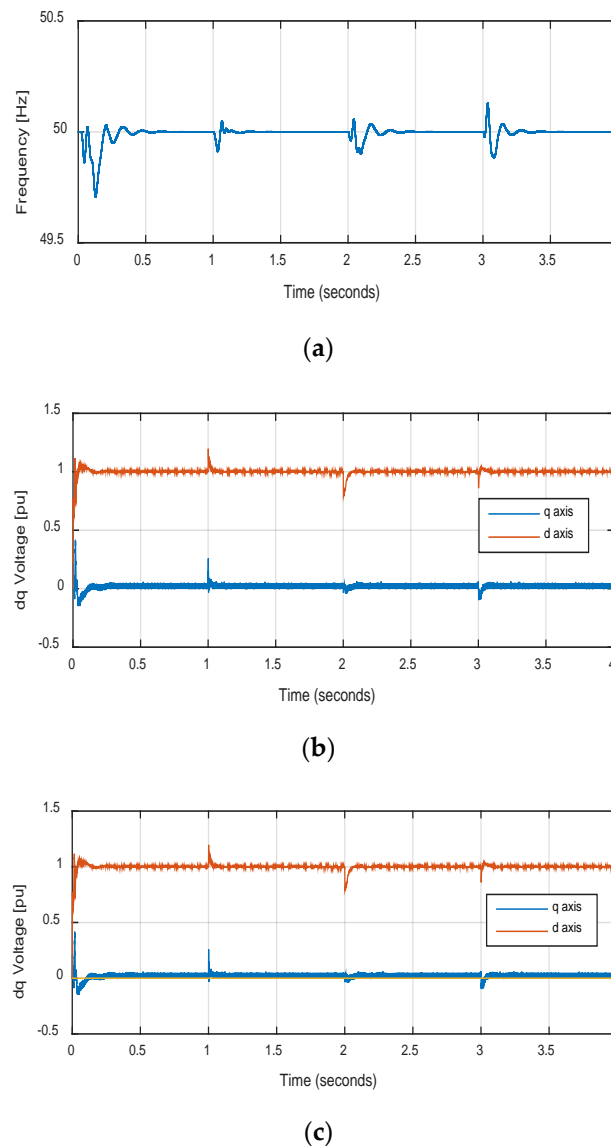 50.5
50
49.5
Frequency [Hz]
0 0.5 1 1.5 2 2.5 3 3.5
Time (seconds)
(a)
1.5
1
0.5
0
-0.5
dq Voltage [pu]
q axis
d axis
0 0.5 1 1.5 2 2.5 3 3.5 4
Time (seconds)
(b)
1.5
1
0.5
0
-0.5
dq Voltage [pu]
q axis
d axis
0 0.5 1 1.5 2 2.5 3 3.5
Time (seconds)
(c)